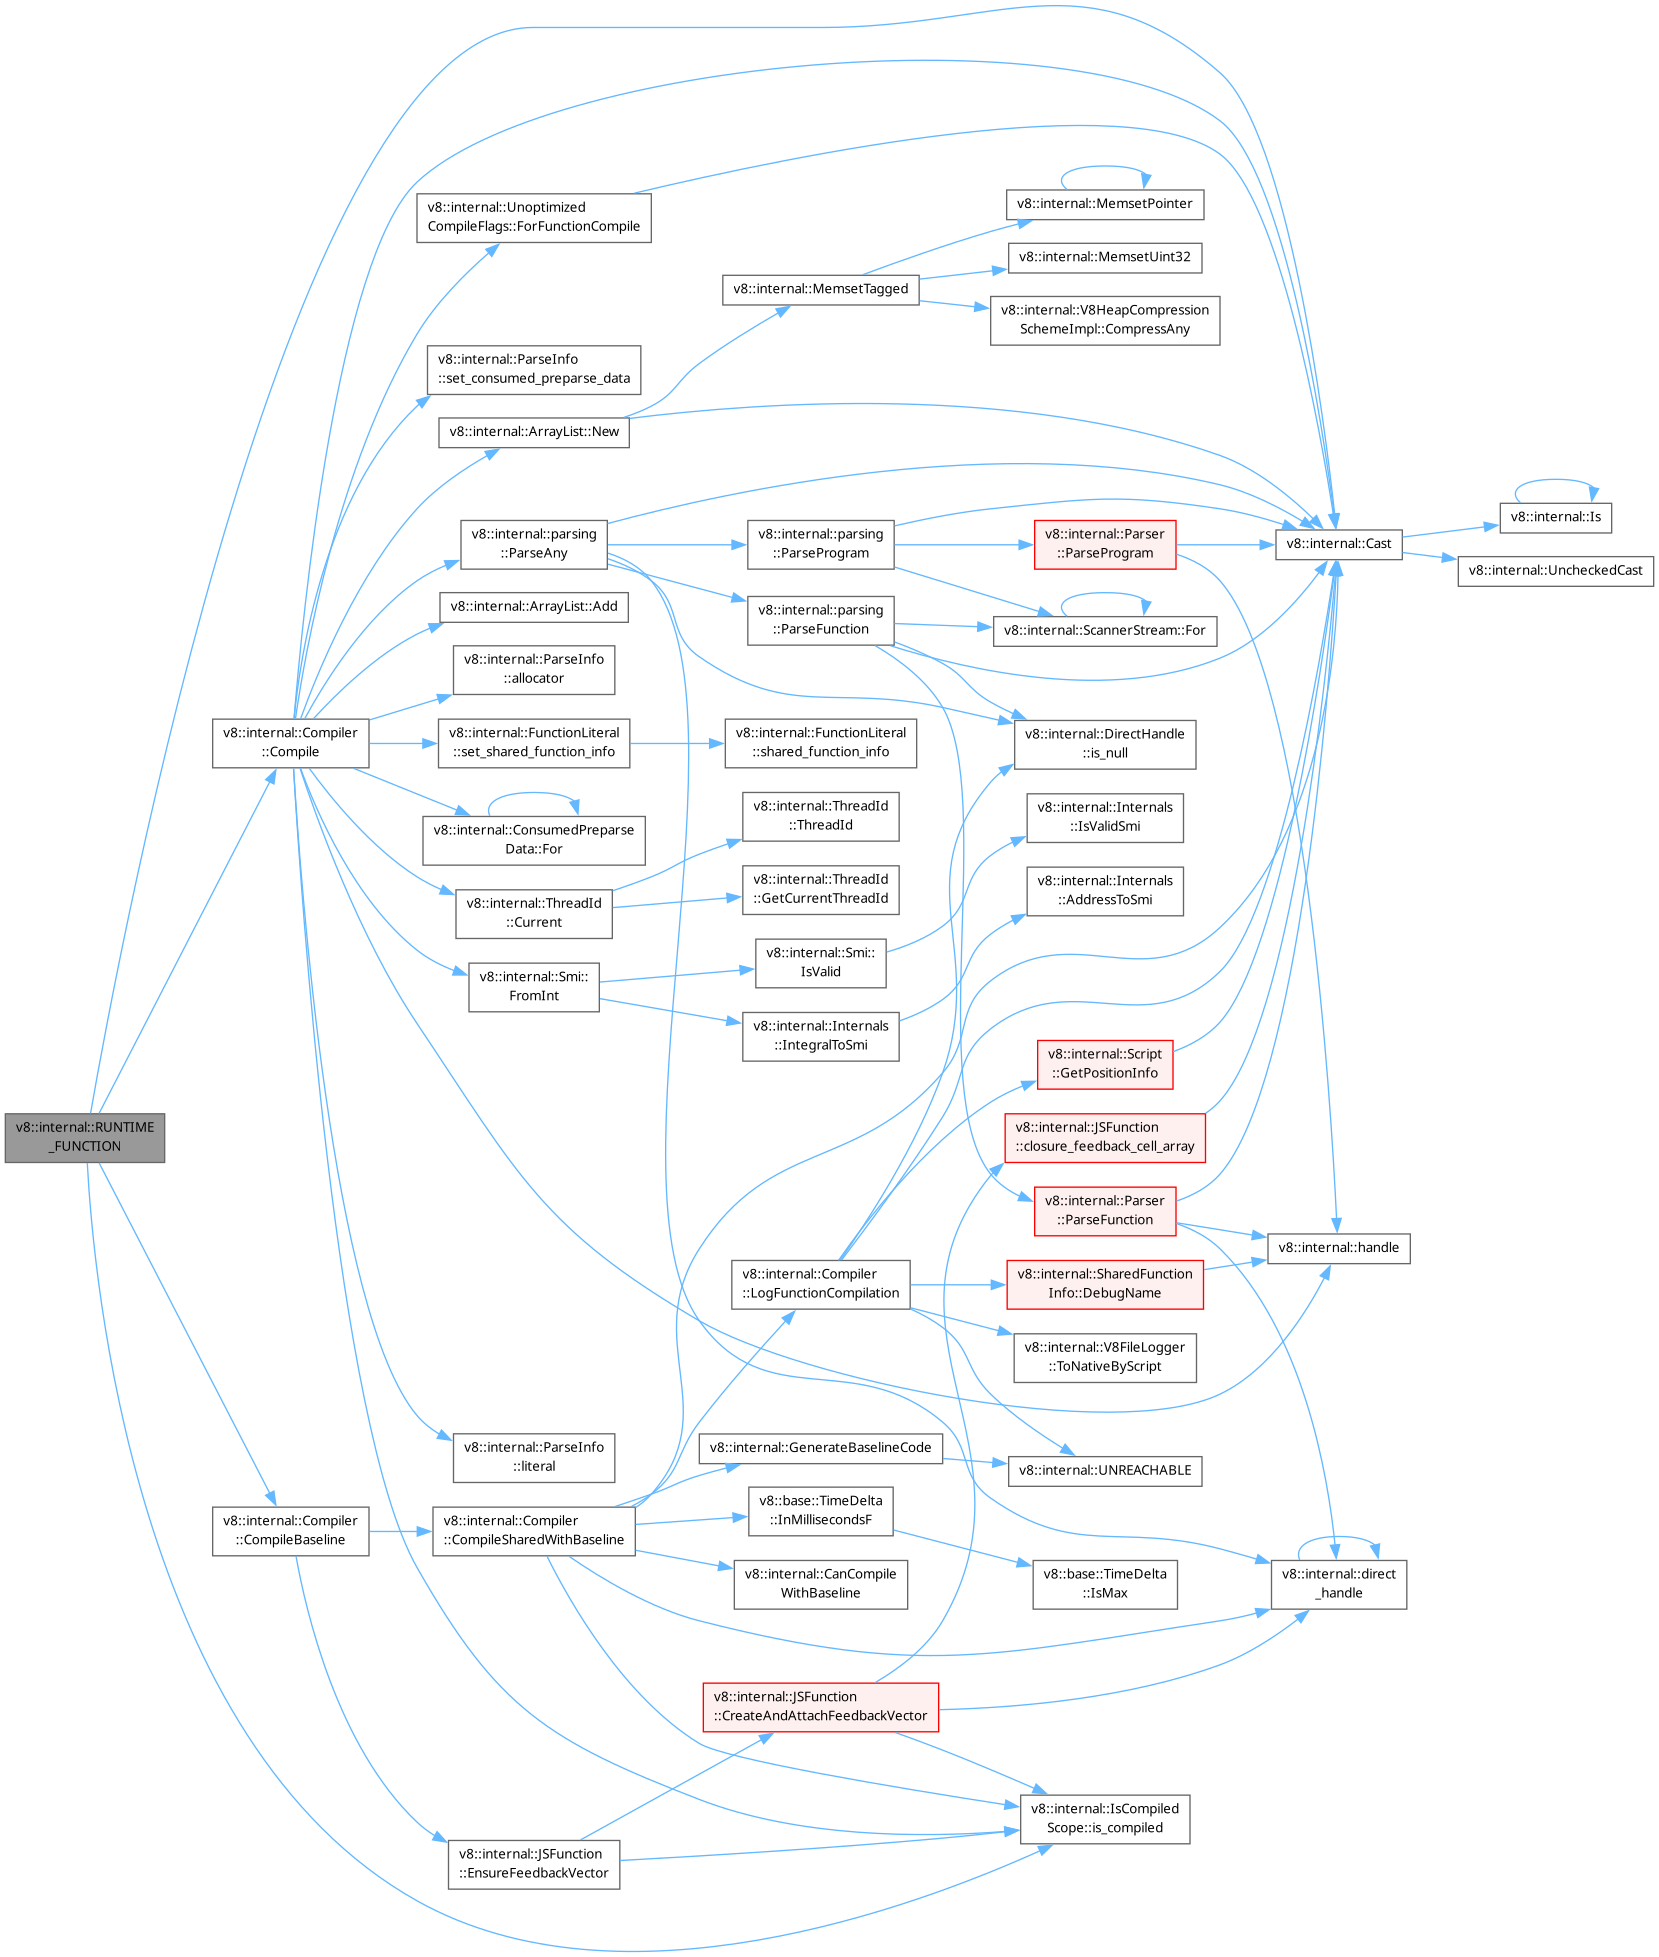 v8::internal::RUNTIME
_FUNCTION
v8::internal::Compiler
::Compile
v8::internal::Compiler
::CompileBaseline
v8::internal::Unoptimized
CompileFlags::ForFunctionCompile
v8::internal::ParseInfo
::set_consumed_preparse_data
v8::internal::ArrayList::New
v8::internal::parsing
::ParseAny
v8::internal::ArrayList::Add
v8::internal::ParseInfo
::allocator
v8::internal::FunctionLiteral
::set_shared_function_info
v8::internal::ConsumedPreparse
Data::For
v8::internal::ThreadId
::Current
v8::internal::Smi::
FromInt
v8::internal::ParseInfo
::literal
v8::internal::Compiler
::CompileSharedWithBaseline
v8::internal::JSFunction
::EnsureFeedbackVector
v8::internal::MemsetTagged
v8::internal::parsing
::ParseProgram
v8::internal::parsing
::ParseFunction
v8::internal::FunctionLiteral
::shared_function_info
v8::internal::ThreadId
::ThreadId
v8::internal::ThreadId
::GetCurrentThreadId
v8::internal::Smi::
IsValid
v8::internal::Internals
::IntegralToSmi
v8::internal::Compiler
::LogFunctionCompilation
v8::internal::GenerateBaselineCode
v8::base::TimeDelta
::InMillisecondsF
v8::internal::CanCompile
WithBaseline
v8::internal::JSFunction
::CreateAndAttachFeedbackVector
v8::internal::MemsetPointer
v8::internal::MemsetUint32
v8::internal::V8HeapCompression
SchemeImpl::CompressAny
v8::internal::Parser
::ParseProgram
v8::internal::ScannerStream::For
v8::internal::DirectHandle
::is_null
v8::internal::Internals
::IsValidSmi
v8::internal::Internals
::AddressToSmi
v8::internal::Script
::GetPositionInfo
v8::internal::JSFunction
::closure_feedback_cell_array
v8::internal::Parser
::ParseFunction
v8::internal::SharedFunction
Info::DebugName
v8::internal::V8FileLogger
::ToNativeByScript
v8::internal::UNREACHABLE
v8::base::TimeDelta
::IsMax
v8::internal::IsCompiled
Scope::is_compiled
v8::internal::Cast
v8::internal::handle
v8::internal::direct
_handle
v8::internal::Is
v8::internal::UncheckedCast